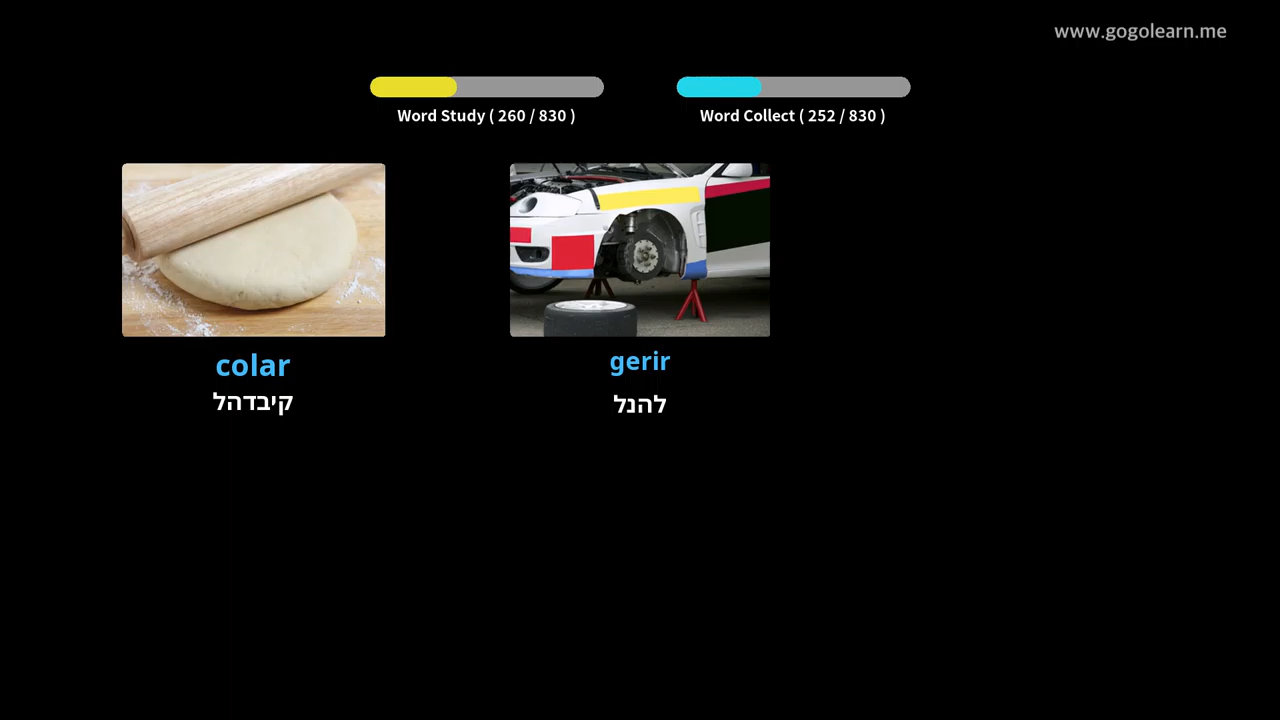 www.gogolearn.me
Word Study ( 260 / 830 )
Word Collect ( 252 / 830 )
colar
קיבדהל
gerir
להנל